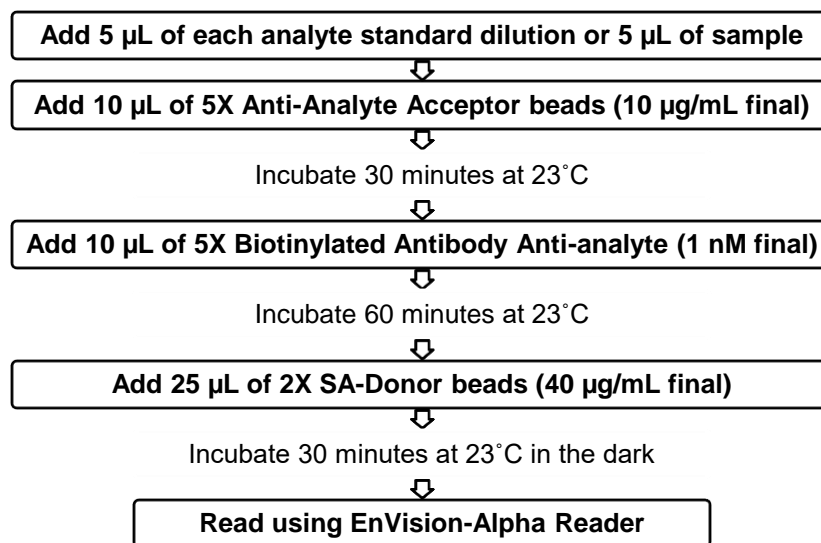 Add 5 µL of each analyte standard dilution or 5 µL of sample
Add 10 µL of 5X Anti-Analyte Acceptor beads (10 µg/mL final)
Incubate 30 minutes at 23˚C
Add 10 µL of 5X Biotinylated Antibody Anti-analyte (1 nM final)
Incubate 60 minutes at 23˚C
Add 25 µL of 2X SA-Donor beads (40 µg/mL final)
Incubate 30 minutes at 23˚C in the dark
Read using EnVision-Alpha Reader